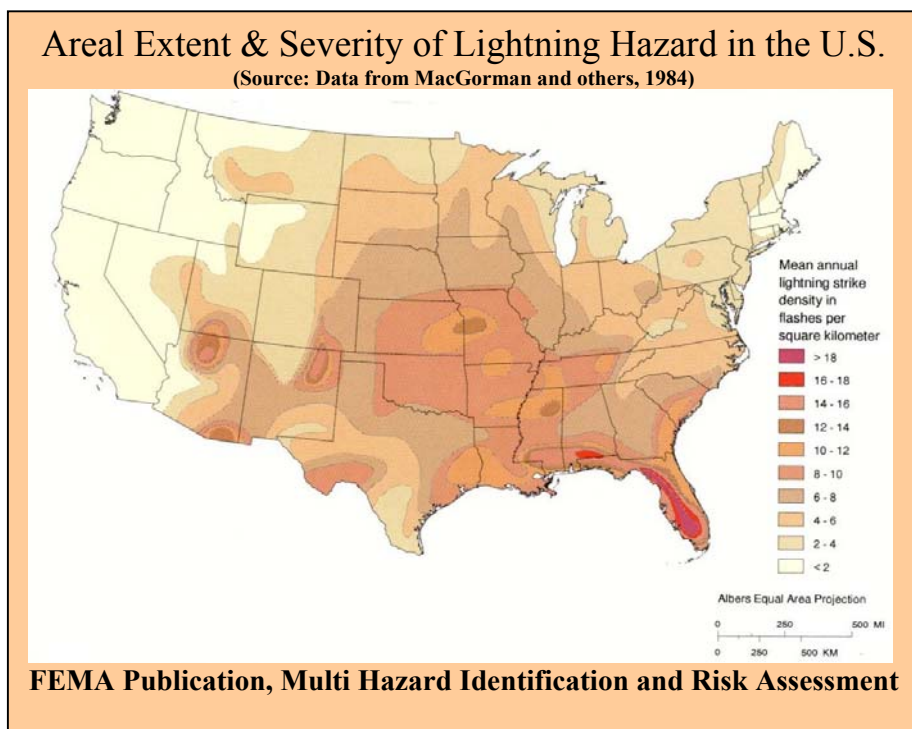 Areal Extent & Severity of Lightning Hazard in the U.S.
(Source: Data from MacGorman and others, 1984)
Mean annual
lightning strike
density in
flashes per
square kilometer
> 18
16 - 18
14 - 16
12 - 14
10 - 12
8 - 10
6 - 8
4 - 6
2 - 4
< 2
Albers Equal Area Projection
0 250 500 MI
0 250 500 KM
FEMA Publication, Multi Hazard Identification and Risk Assessment